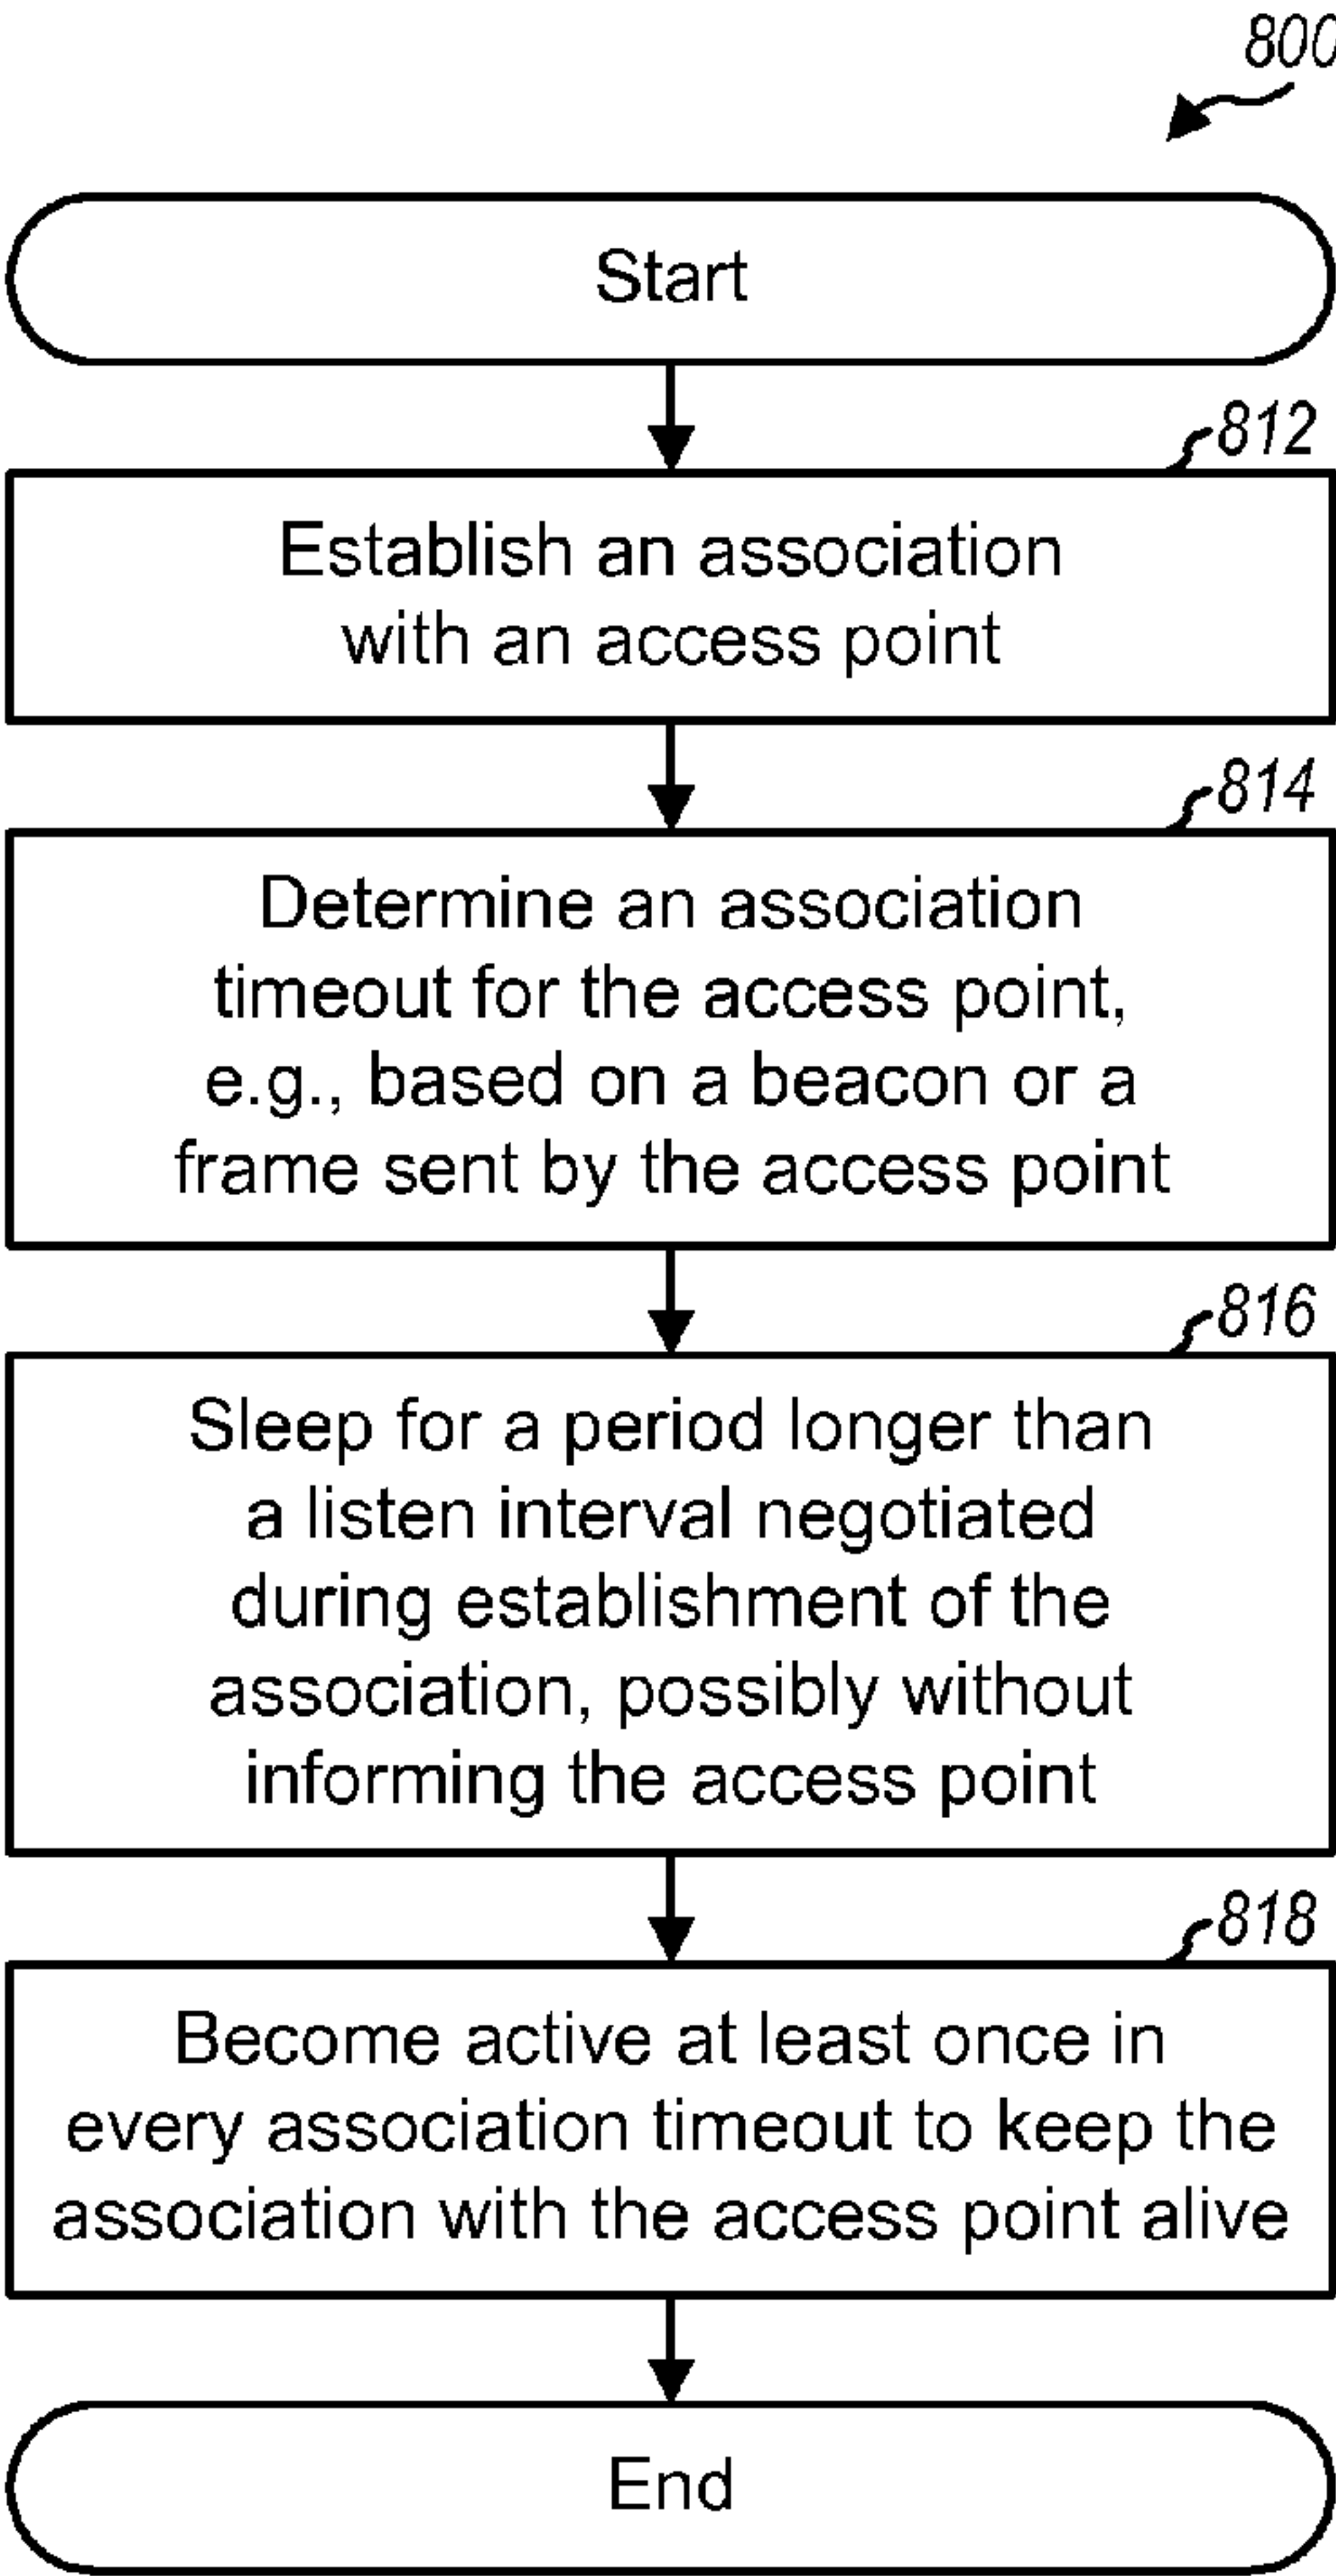 800
Start
812
Establish an association
with an access point
814
Determine an association
timeout for the access point,
e.g., based on a beacon or a
frame sent by the access point
816
Sleep for a period longer than
a listen interval negotiated
during establishment of the
association, possibly without
informing the access point
818
Become active at least once in
every association timeout to keep the
association with the access point alive
End